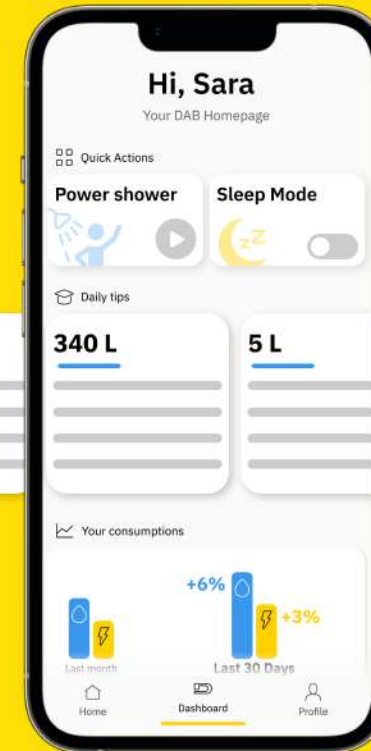 Hi, Sara
Your DAB Homepage
Quick Actions
Power shower
Sleep Mode
zZ
Daily tips
340 L
5 L
Your consumptions
+6%
+3%
Last month
Last 30 Days
Home
Dashboard
Profile